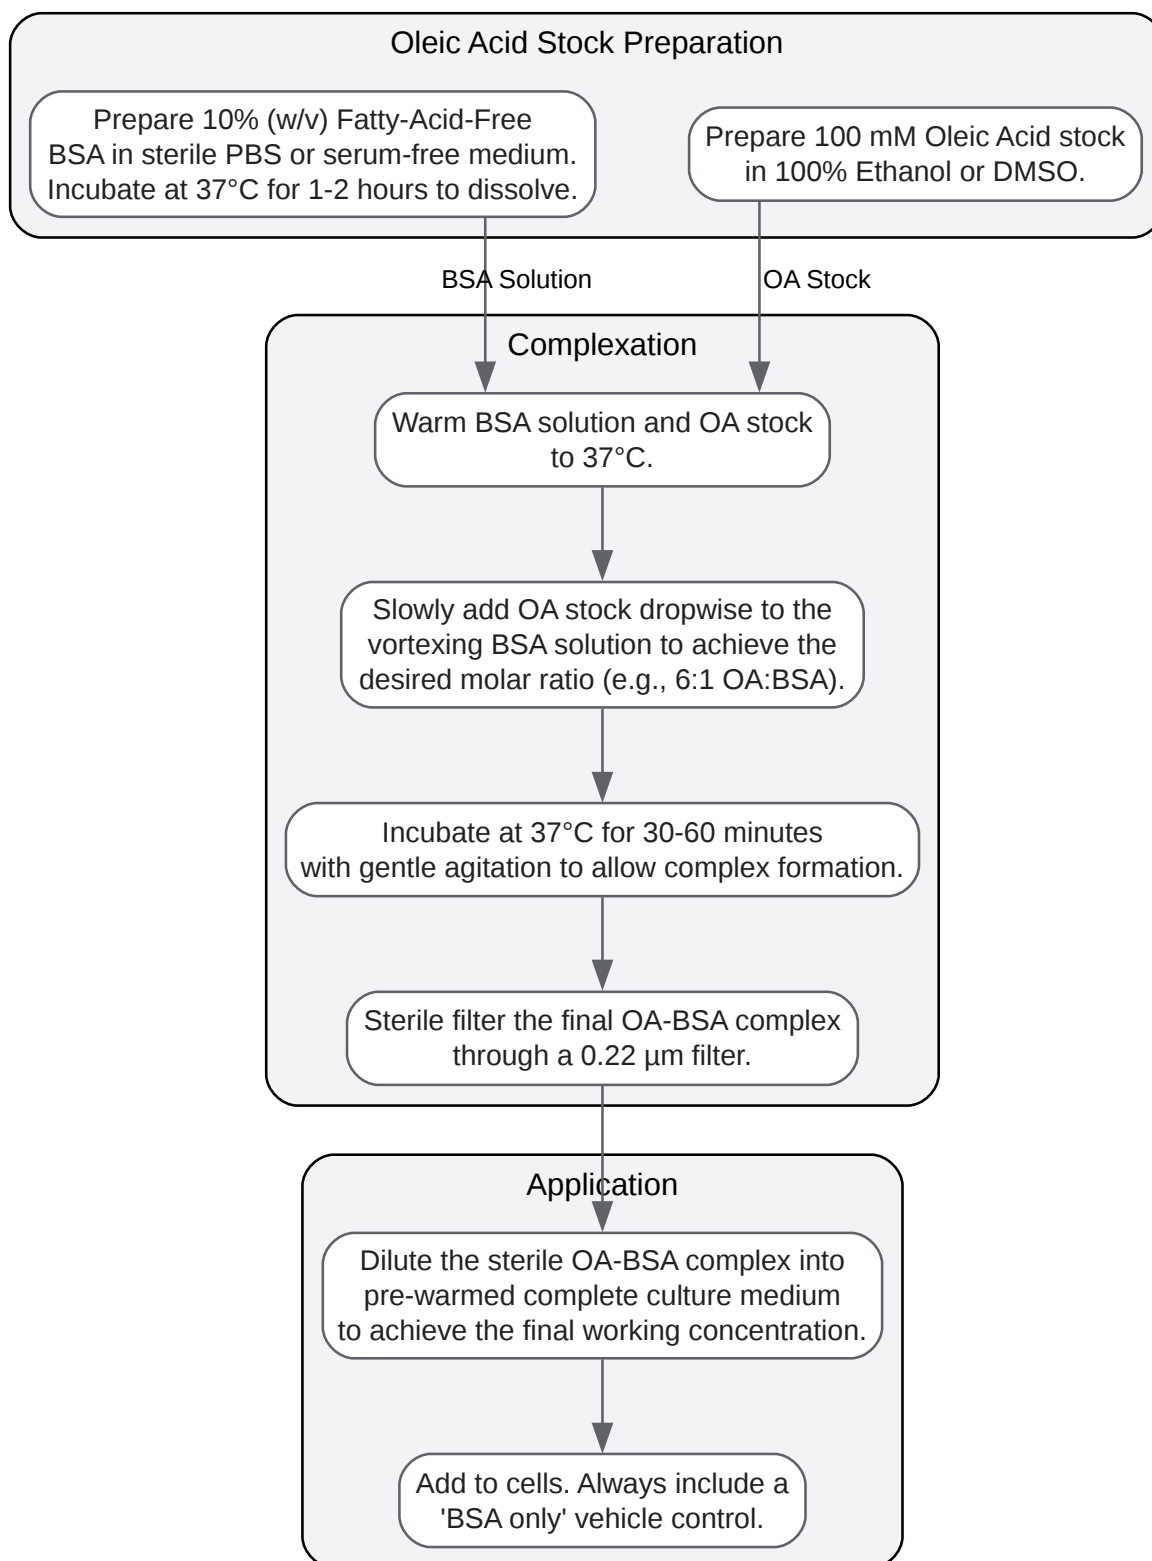 Oleic Acid Stock Preparation
Prepare 10% (w/v) Fatty-Acid-Free
BSA in sterile PBS or serum-free medium.
Incubate at 37°C for 1-2 hours to dissolve.
Prepare 100 mM Oleic Acid stock
in 100% Ethanol or DMSO.
BSA Solution
OA Stock
Complexation
Warm BSA solution and OA stock
to 37°C.
Slowly add OA stock dropwise to the
vortexing BSA solution to achieve the
desired molar ratio (e.g., 6:1 OA:BSA).
Incubate at 37°C for 30-60 minutes
with gentle agitation to allow complex formation.
Sterile filter the final OA-BSA complex
through a 0.22 µm filter.
Application
Dilute the sterile OA-BSA complex into
pre-warmed complete culture medium
to achieve the final working concentration.
Add to cells. Always include a
'BSA only' vehicle control.